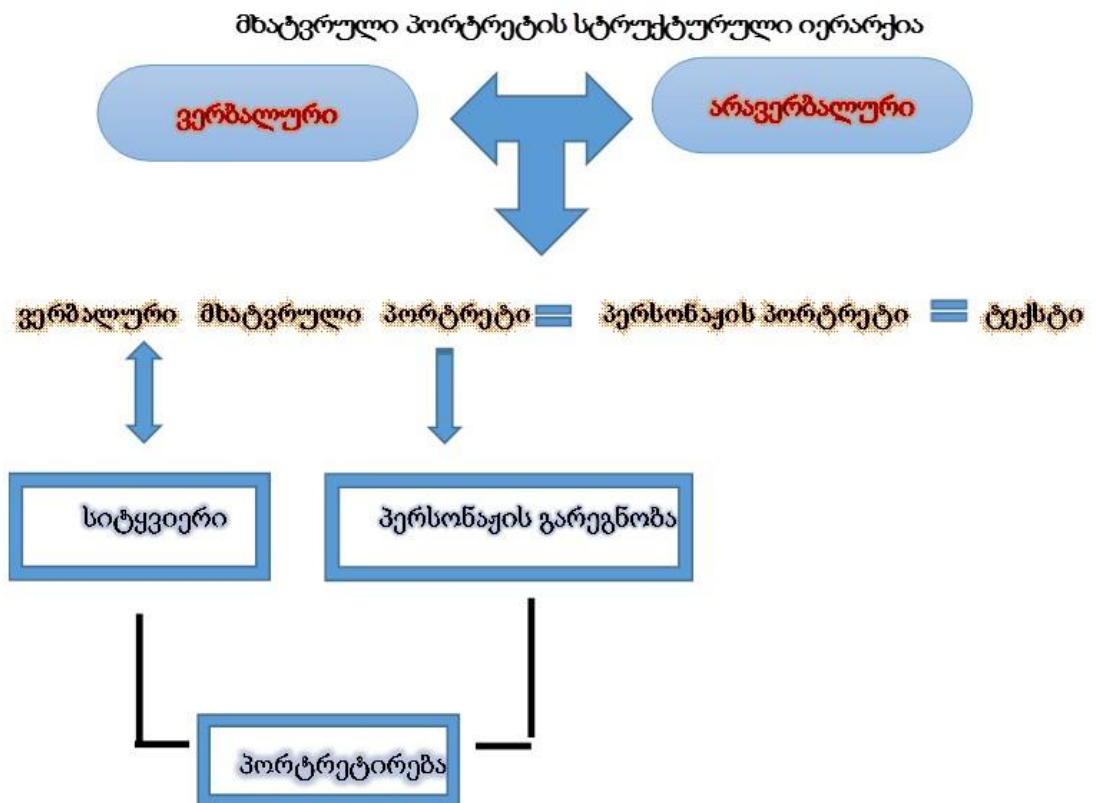 მხატვრული პორტრეტის სტრუქტურული იერარქია
ვერბალური
არავერბალური
ვერბალური მხატვრული პორტრეტი = პერსონაჟის პორტრეტი = ტექსტი
სიტყვიერი
პერსონაჟის გარეგნობა
პორტრეტირება